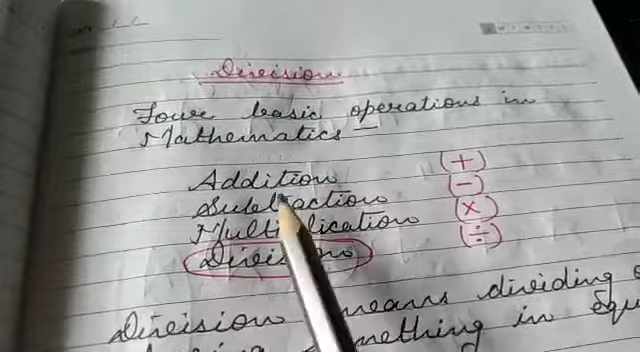 Division
Four basic operations in
Mathematics –
Addition (+)
Subtraction (–)
Multiplication (×)
Division (÷)
Division means dividing
something in equ